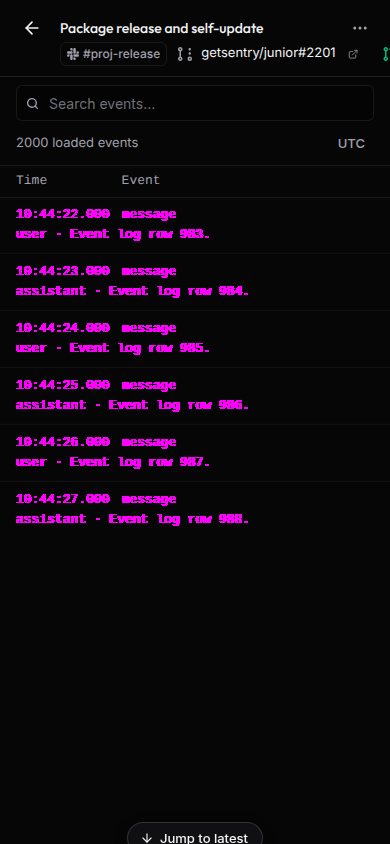 Package release and self-update
#proj-release getsentry/junior#2201
Search events...
2000 loaded events UTC
Time Event
10:44:22.000 message
user - Event log row 983.
10:44:23.000 message
assistant - Event log row 984.
10:44:24.000 message
user - Event log row 985.
10:44:25.000 message
assistant - Event log row 986.
10:44:26.000 message
user - Event log row 987.
10:44:27.000 message
assistant - Event log row 988.
Jump to latest